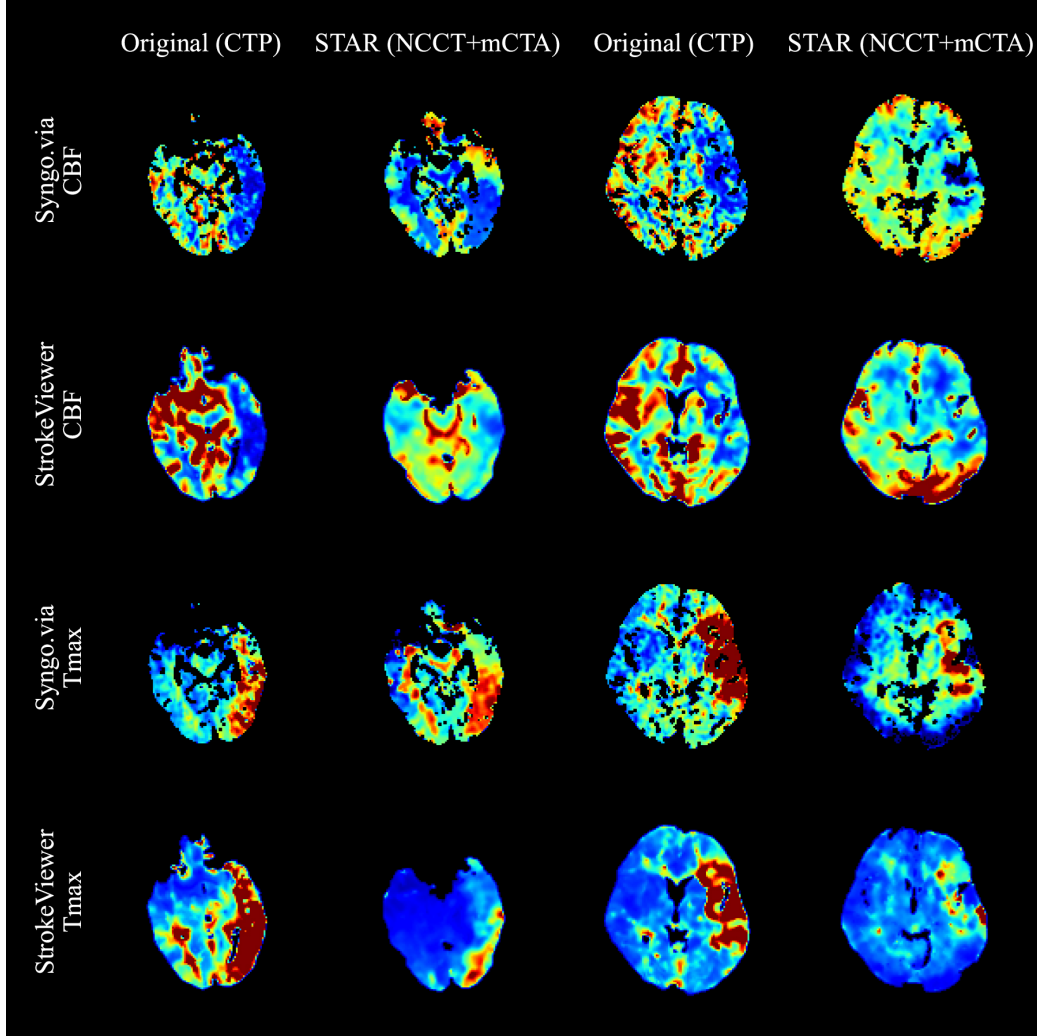 Original (CTP)
STAR (NCCT+mCTA)
Original (CTP)
STAR (NCCT+mCTA)
Syngo.via
CBF
StrokeViewer
CBF
Syngo.via
Tmax
StrokeViewer
Tmax